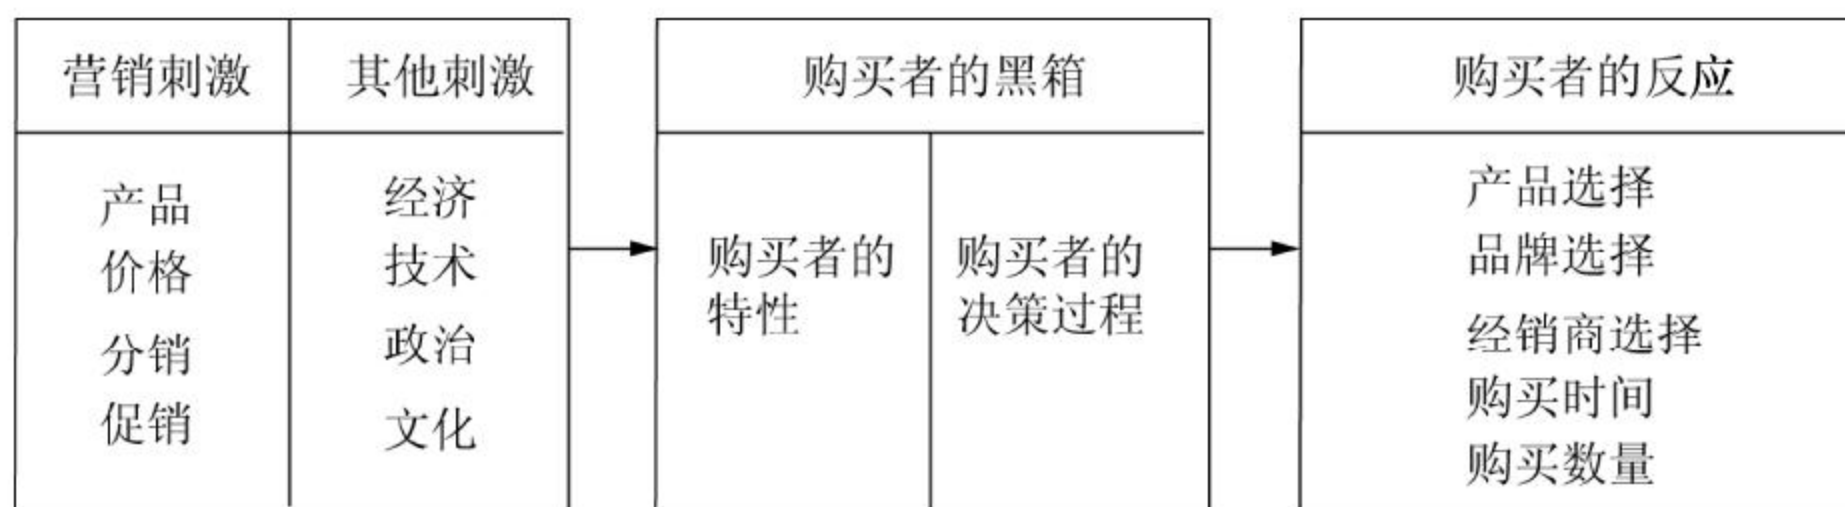 营销刺激
产品
价格
分销
促销
其他刺激
经济
技术
政治
文化
购买者的黑箱
购买者的
特性
购买者的
决策过程
购买者的反应
产品选择
品牌选择
经销商选择
购买时间
购买数量